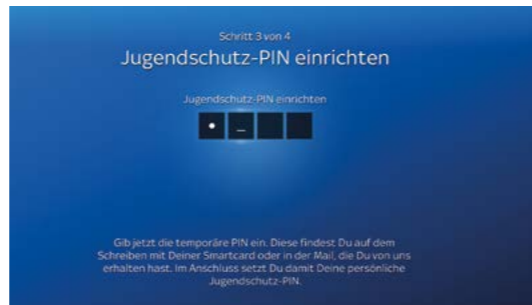 Schritt 3 von 4
Jugendschutz-PIN einrichten
Jugendschutz-PIN einrichten
Gib jetzt die temporäre PIN ein. Diese findest Du auf dem
Schreiben mit Deiner Smartcard oder in der Mail, die Du von uns
erhalten hast. Im Anschluss setzt Du damit Deine persönliche
Jugendschutz-PIN.